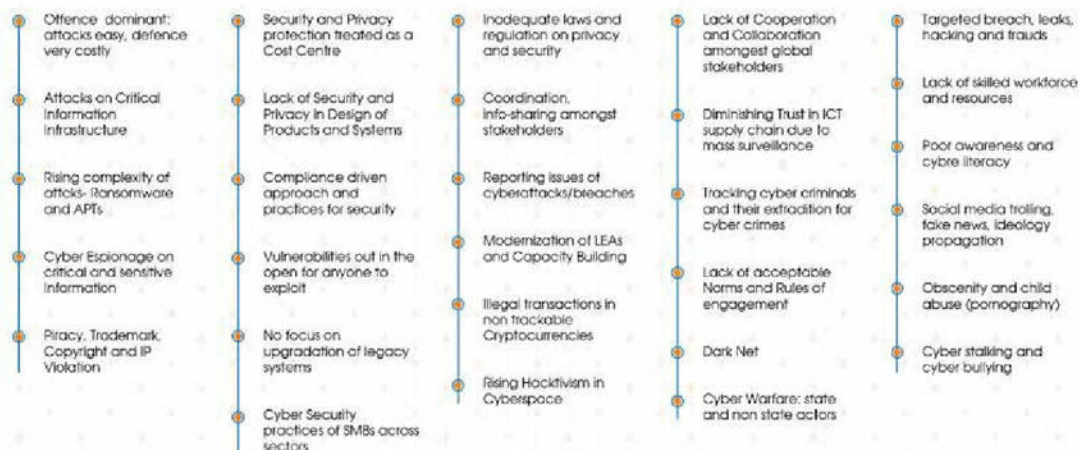 Offence dominant:
attacks easy, defence
very costly
Attacks on Critical
Information
Infrastructure
Rising complexity of
attcks- Ransomware
and APTs
Cyber Espionage on
critical and sensitive
Information
Piracy, Trademark,
Copyright and IP
Violation
Security and Privacy
protection treated as a
Cost Centre
Lack of Security and
Privacy in Design of
Products and Systems
Compliance driven
approach and
practices for security
Vulnerabilities out in the
open for anyone to
exploit
No focus on
upgradation of legacy
systems
Cyber Security
practices of SMBs across
sectors
Inadequate laws and
regulation on privacy
and security
Coordination,
info-sharing amongst
stakeholders
Reporting issues of
cyberattacks/breaches
Modernization of LEAs
and Capacity Building
Illegal transactions in
non trackable
Cryptocurrencies
Rising Hacktivism in
Cyberspace
Lack of Cooperation
and Collaboration
amongest global
stakeholders
Diminishing Trust in ICT
supply chain due to
mass surveillance
Tracking cyber criminals
and their extradition for
cyber crimes
Lack of acceptable
Norms and Rules of
engagement
Dark Net
Cyber Warfare: state
and non state actors
Targeted breach, leaks,
hacking and frauds
Lack of skilled workforce
and resources
Poor awareness and
cybre literacy
Social media trolling,
fake news, ideology
propagation
Obscenity and child
abuse (pornography)
Cyber stalking and
cyber bullying